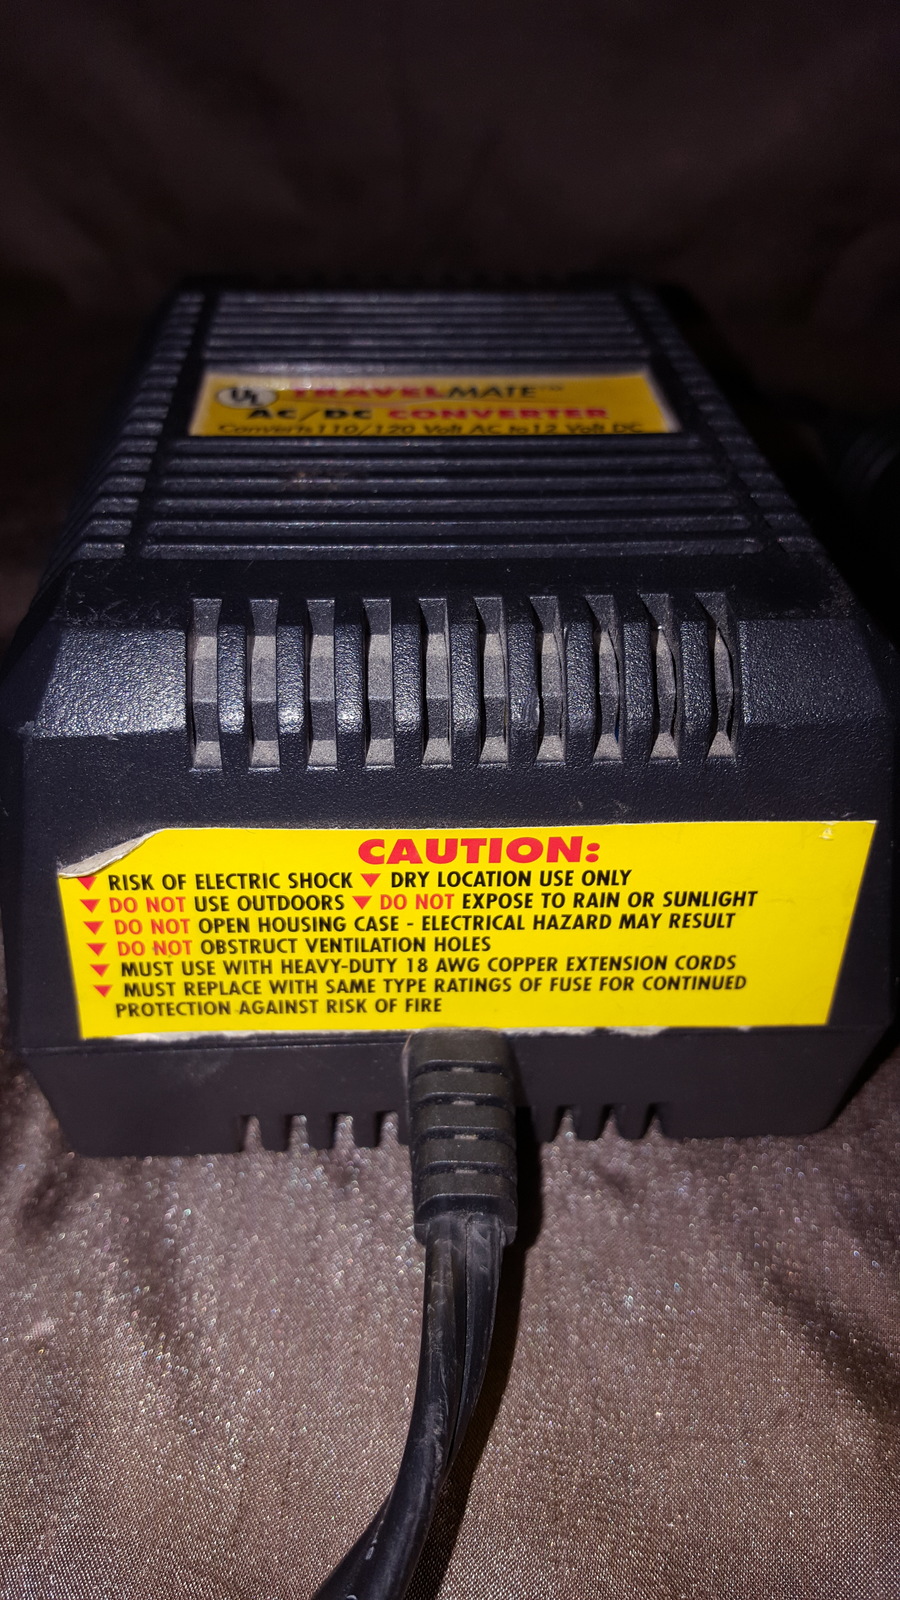 UL TRAVELMATE™
AC/DC CONVERTER
Converts 110/120 Volt AC to 12 Volt DC
CAUTION:
▼ RISK OF ELECTRIC SHOCK ▼ DRY LOCATION USE ONLY
▼ DO NOT USE OUTDOORS ▼ DO NOT EXPOSE TO RAIN OR SUNLIGHT
▼ DO NOT OPEN HOUSING CASE - ELECTRICAL HAZARD MAY RESULT
▼ DO NOT OBSTRUCT VENTILATION HOLES
▼ MUST USE WITH HEAVY-DUTY 18 AWG COPPER EXTENSION CORDS
▼ MUST REPLACE WITH SAME TYPE RATINGS OF FUSE FOR CONTINUED
PROTECTION AGAINST RISK OF FIRE